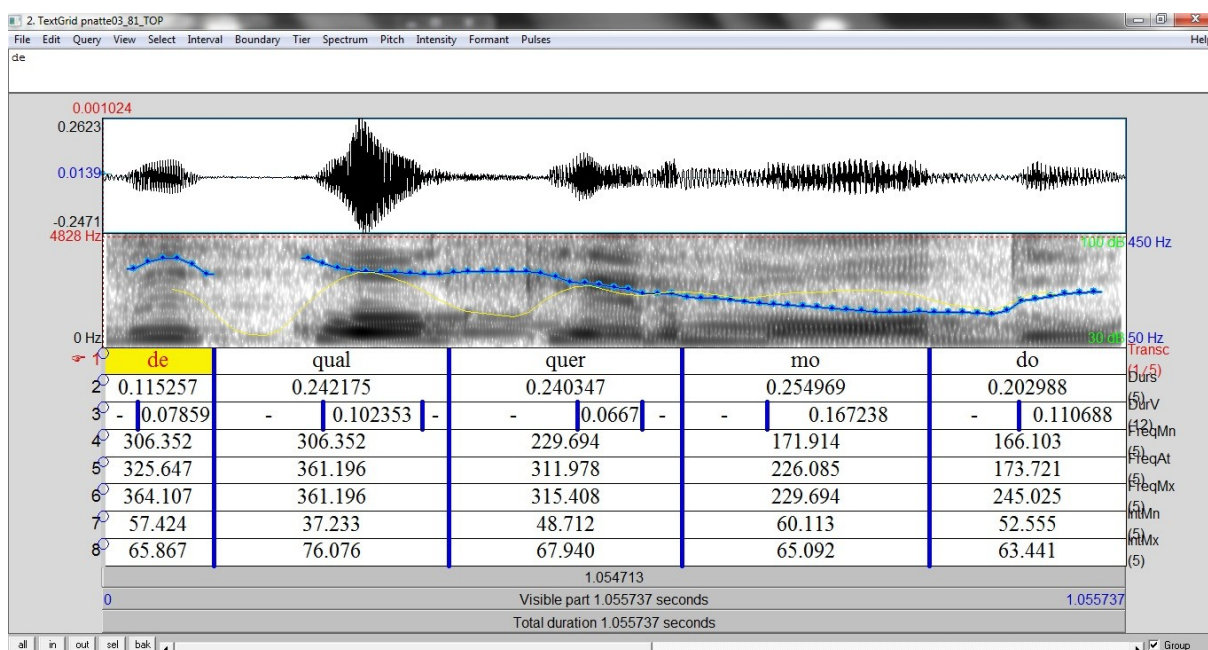 2. TextGrid pnatte03_81_TOP
File Edit Query View Select Interval Boundary Tier Spectrum Pitch Intensity Formant Pulses Help
de
0.001024
0.2623
0.0139
-0.2471
4828 Hz 100 dB 450 Hz
0 Hz 30 dB 50 Hz
1 de qual quer mo do Transc (1/5)
2 0.115257 0.242175 0.240347 0.254969 0.202988 Durs (5)
3 - 0.07859 - 0.102353 - - 0.0667 - - 0.167238 - 0.110688 DurV (12)
4 306.352 306.352 229.694 171.914 166.103 FreqMn (5)
5 325.647 361.196 311.978 226.085 173.721 FreqAt (5)
6 364.107 361.196 315.408 229.694 245.025 FreqMx (5)
7 57.424 37.233 48.712 60.113 52.555 IntMn (5)
8 65.867 76.076 67.940 65.092 63.441 IntMx (5)
1.054713
0 Visible part 1.055737 seconds 1.055737
Total duration 1.055737 seconds
all in out sel bak Group